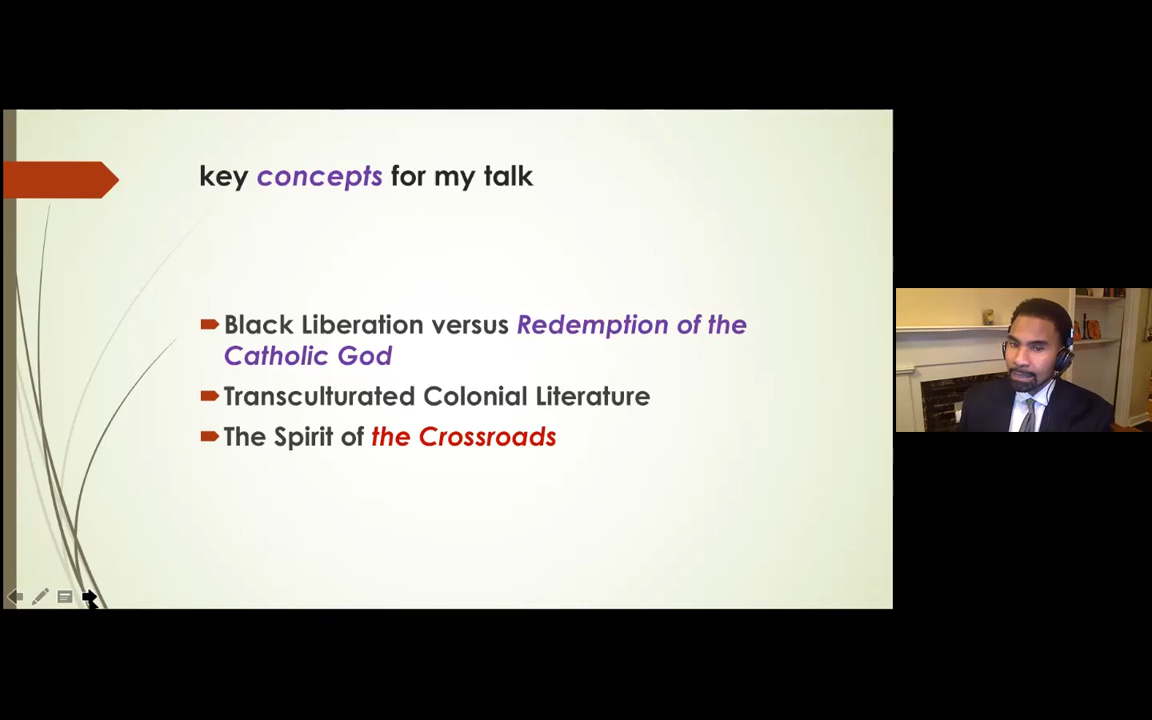 key concepts for my talk
Black Liberation versus Redemption of the
Catholic God
Transculturated Colonial Literature
The Spirit of the Crossroads